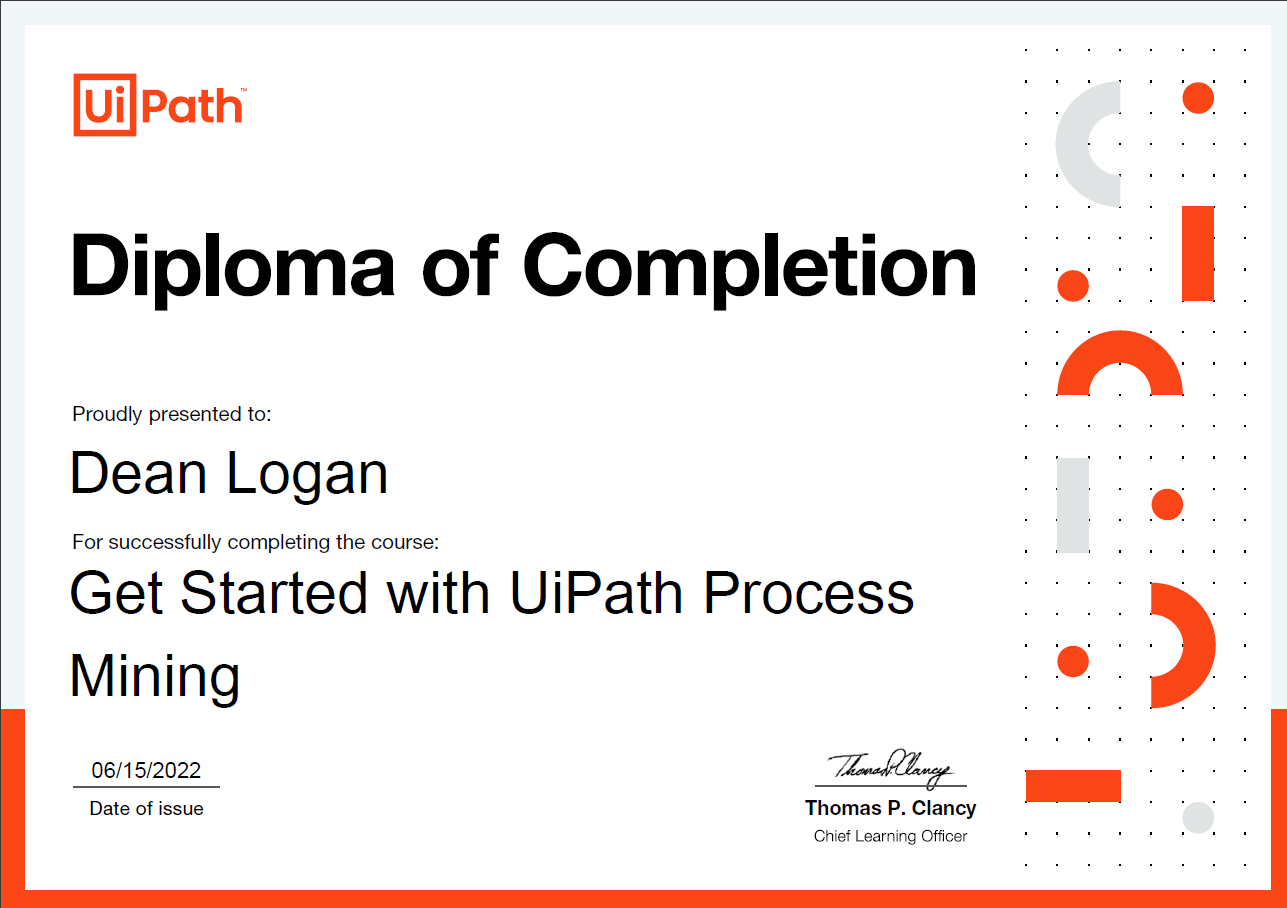 UiPath™
Diploma of Completion
Proudly presented to:
Dean Logan
For successfully completing the course:
Get Started with UiPath Process
Mining
06/15/2022
Date of issue
Thomas P. Clancy
Thomas P. Clancy
Chief Learning Officer